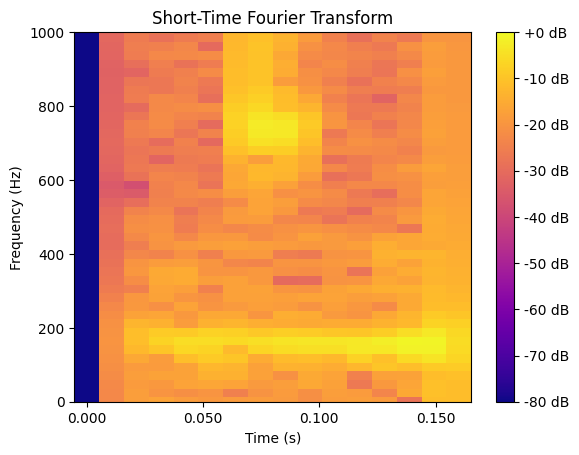 Short-Time Fourier Transform
Frequency (Hz)
1000
800
600
400
200
0
0.000
0.050
0.100
0.150
Time (s)
+0 dB
-10 dB
-20 dB
-30 dB
-40 dB
-50 dB
-60 dB
-70 dB
-80 dB